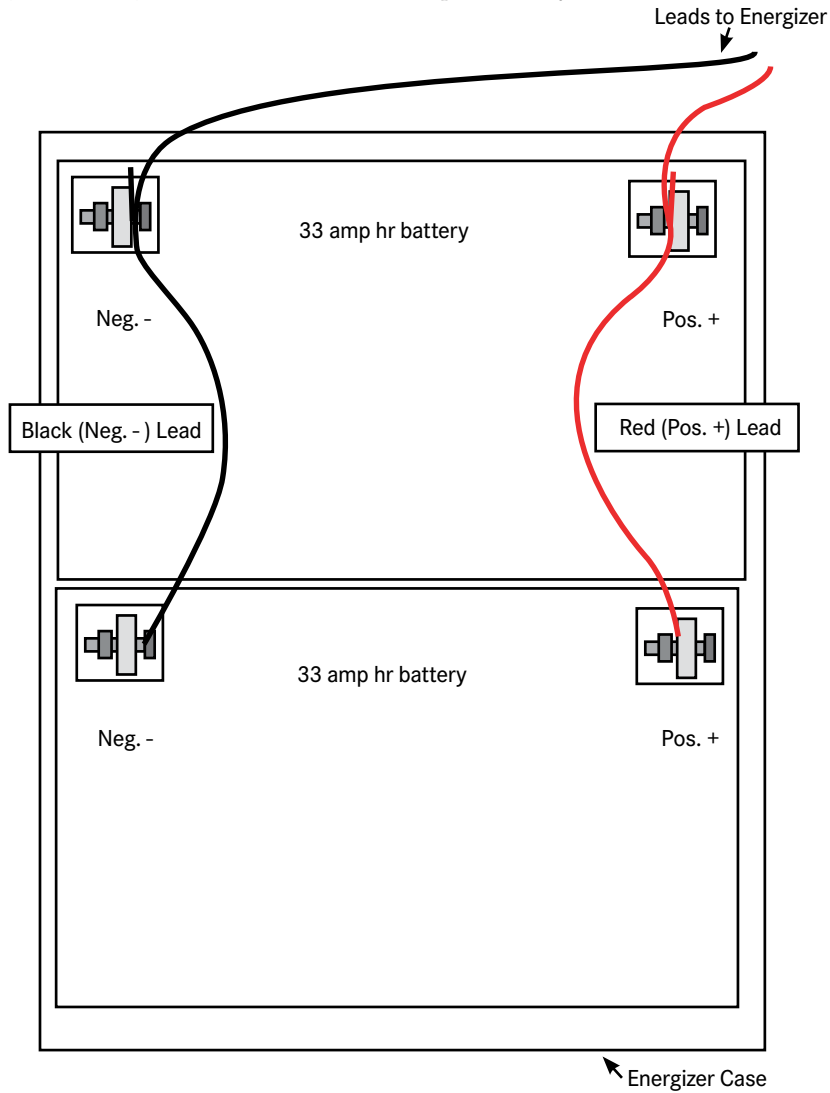 Leads to Energizer
33 amp hr battery
Neg. -
Pos. +
Black (Neg. - ) Lead
Red (Pos. +) Lead
33 amp hr battery
Neg. -
Pos. +
Energizer Case